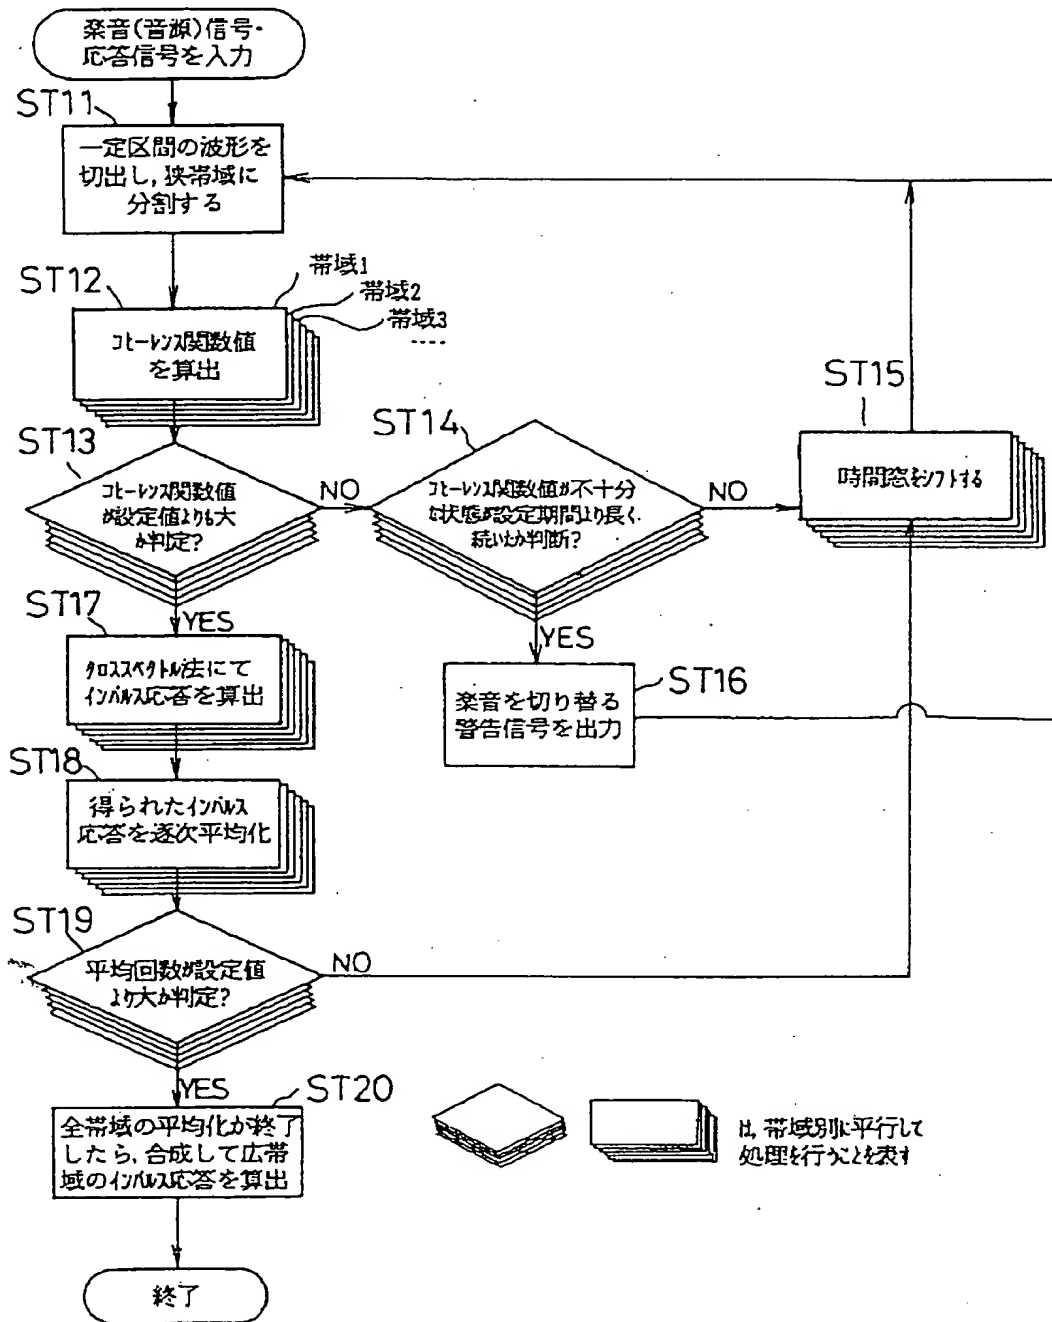 楽音(音源)信号・
応答信号を入力
ST11
一定区間の波形を
切出し,狭帯域に
分割する
ST12
帯域1
帯域2
帯域3
....
コヒーレンス関数値
を算出
ST13
コヒーレンス関数値
が設定値よりも大
か判定?
NO
YES
ST14
コヒーレンス関数値が不十分
な状態が設定期間より長く
続いたか判断?
NO
YES
ST15
時間窓をシフトする
ST16
楽音を切り替る
警告信号を出力
ST17
クロススペクトル法にて
インパルス応答を算出
ST18
得られたインパルス
応答を逐次平均化
ST19
平均回数が設定値
より大か判定?
NO
YES
ST20
全帯域の平均化が終了
したら,合成して広帯
域のインパルス応答を算出
終了
は,帯域別に平行して
処理を行うことを表す